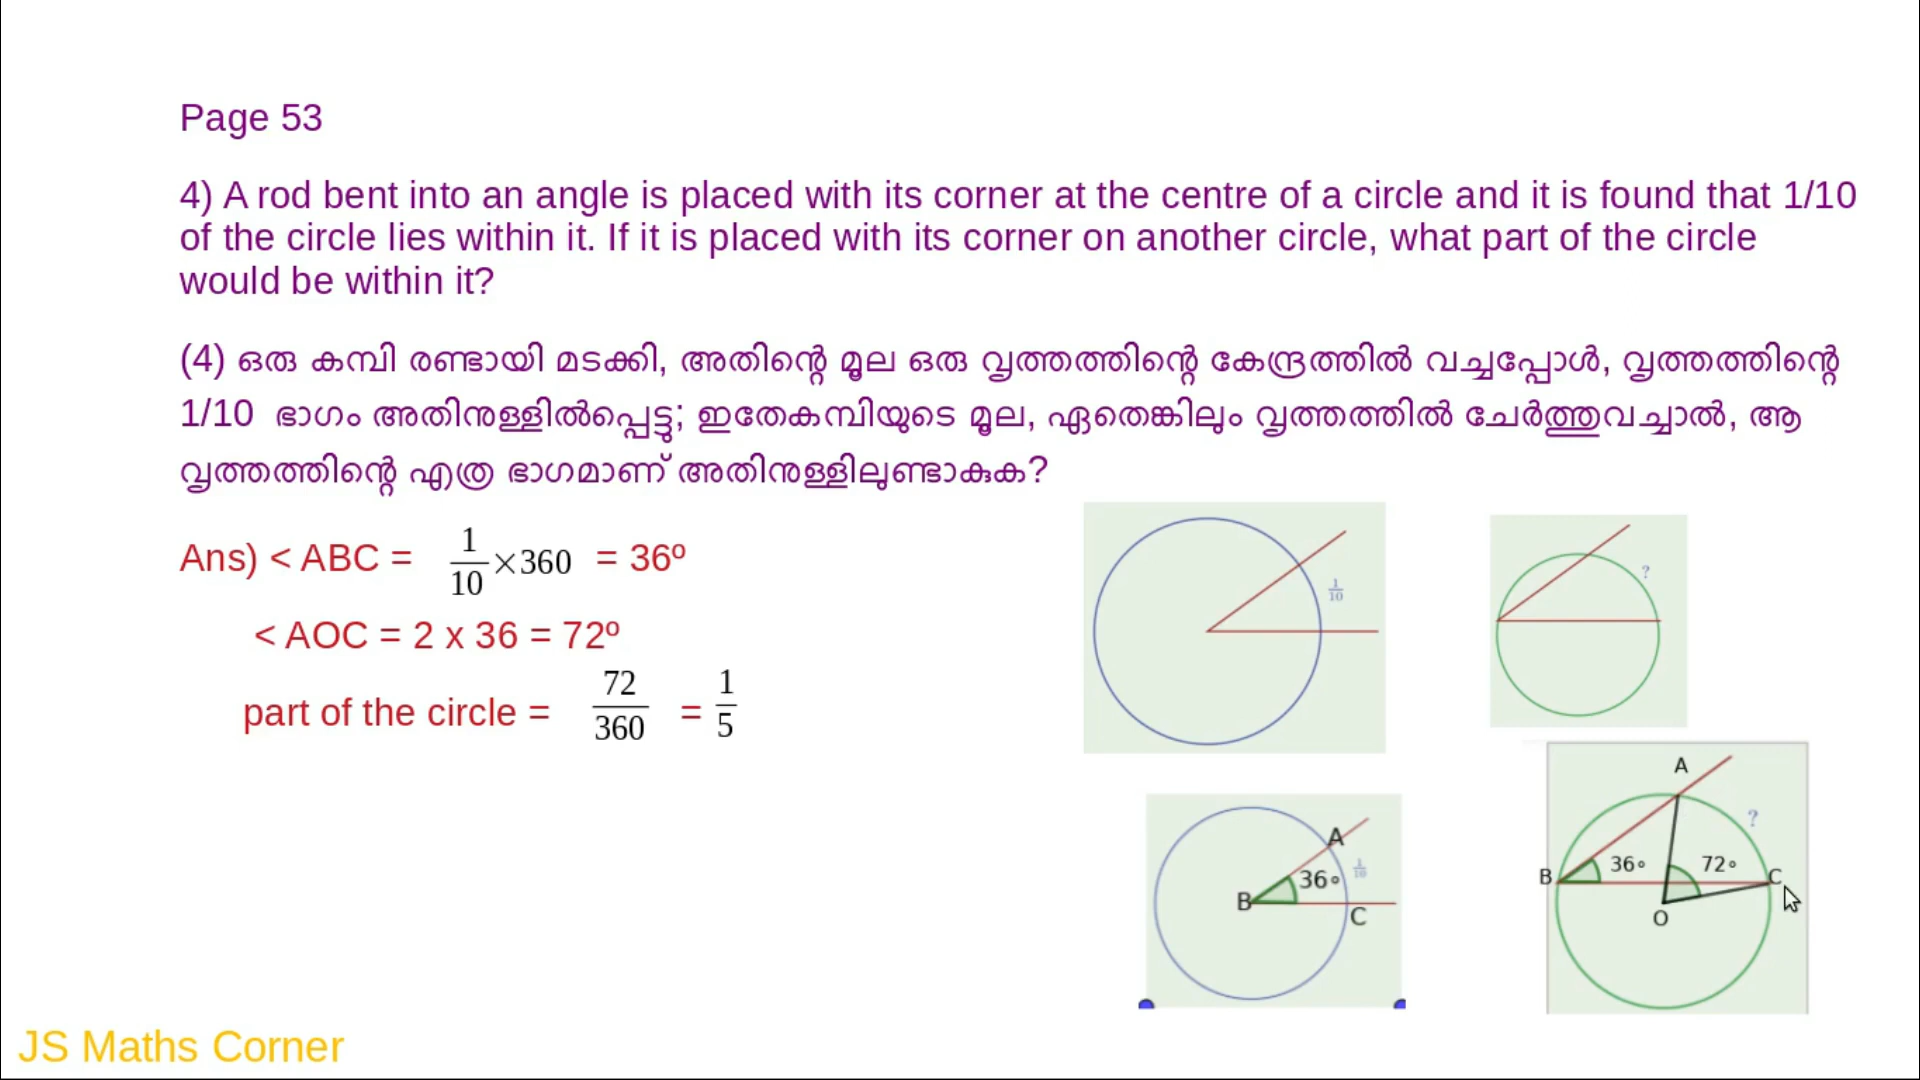 Page 53
4) A rod bent into an angle is placed with its corner at the centre of a circle and it is found that 1/10
of the circle lies within it. If it is placed with its corner on another circle, what part of the circle
would be within it?
(4) ഒരു കമ്പി രണ്ടായി മടക്കി, അതിന്റെ മൂല ഒരു വൃത്തത്തിന്റെ കേന്ദ്രത്തിൽ വച്ചപ്പോൾ, വൃത്തത്തിന്റെ
1/10 ഭാഗം അതിനുള്ളിൽപ്പെട്ടു; ഇതേകമ്പിയുടെ മൂല, ഏതെങ്കിലും വൃത്തത്തിൽ ചേർത്തുവച്ചാൽ, ആ
വൃത്തത്തിന്റെ എത്ര ഭാഗമാണ് അതിനുള്ളിലുണ്ടാകുക?
Ans) < ABC = 1/10 ×360 = 36º
< AOC = 2 x 36 = 72º
part of the circle = 72/360 = 1/5
1/10
?
A
1/10
36°
B
C
A
?
36°
72°
B
C
O
JS Maths Corner